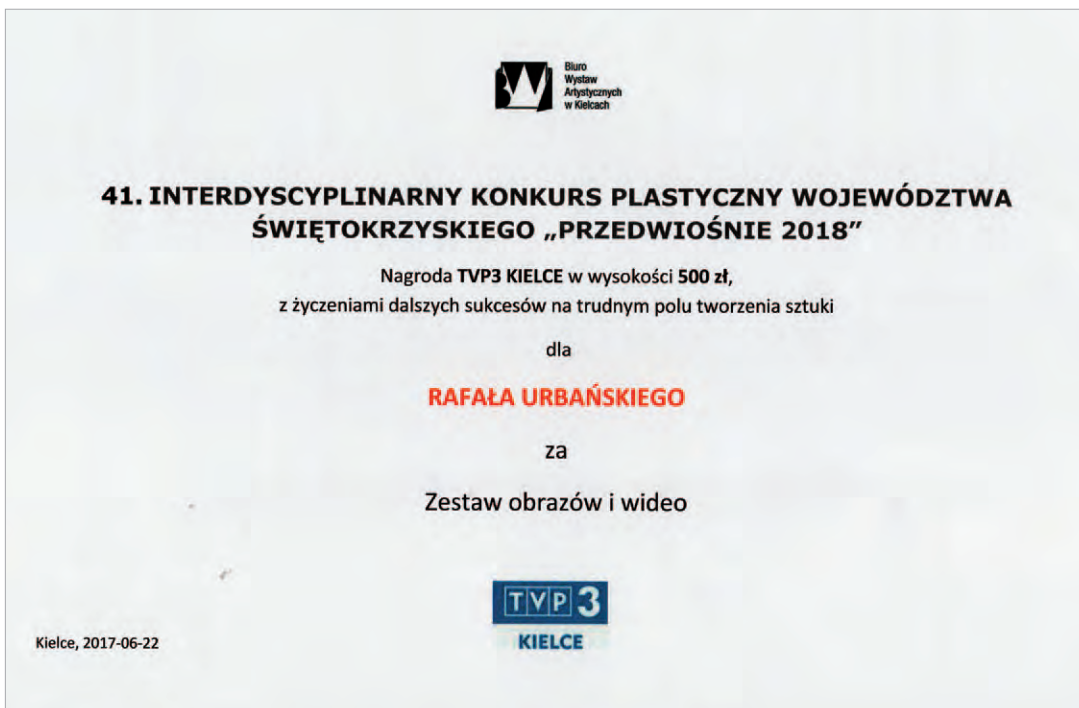 Biuro
Wystaw
Artystycznych
w Kielcach
41. INTERDYSCYPLINARNY KONKURS PLASTYCZNY WOJEWÓDZTWA
ŚWIĘTOKRZYSKIEGO „PRZEDWIOŚNIE 2018”
Nagroda TVP3 KIELCE w wysokości 500 zł,
z życzeniami dalszych sukcesów na trudnym polu tworzenia sztuki
dla
RAFAŁA URBAŃSKIEGO
za
Zestaw obrazów i wideo
TVP3
KIELCE
Kielce, 2017-06-22